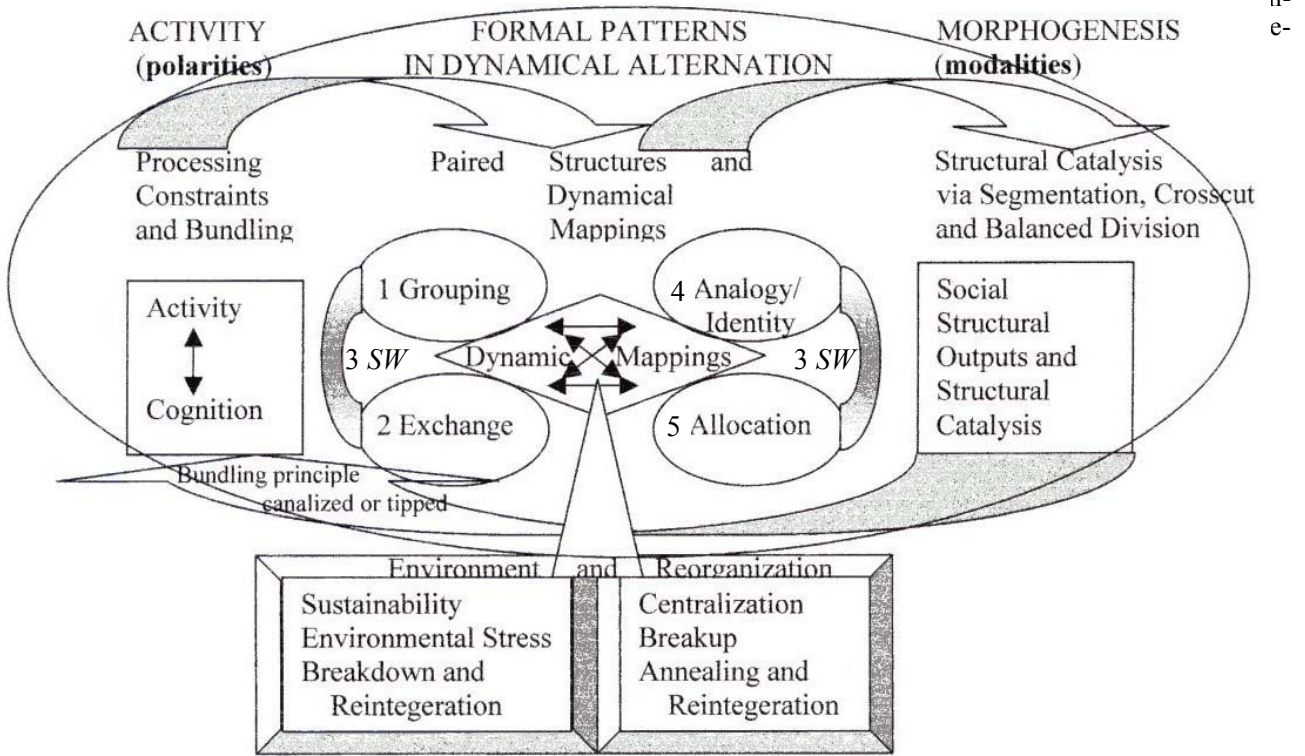 ACTIVITY
(polarities)
FORMAL PATTERNS
IN DYNAMICAL ALTERNATION
MORPHOGENESIS
(modalities)
e-
Processing
Constraints
and Bundling
Paired Structures and
Dynamical
Mappings
Structural Catalysis
via Segmentation, Crosscut
and Balanced Division
Activity
Cognition
1 Grouping
2 Exchange
3 SW
Dynamic Mappings
4 Analogy/
Identity
5 Allocation
3 SW
Social
Structural
Outputs and
Structural
Catalysis
Bundling principle
canalized or tipped
Environment and Reorganization
Sustainability
Environmental Stress
Breakdown and
Reintegeration
Centralization
Breakup
Annealing and
Reintegeration